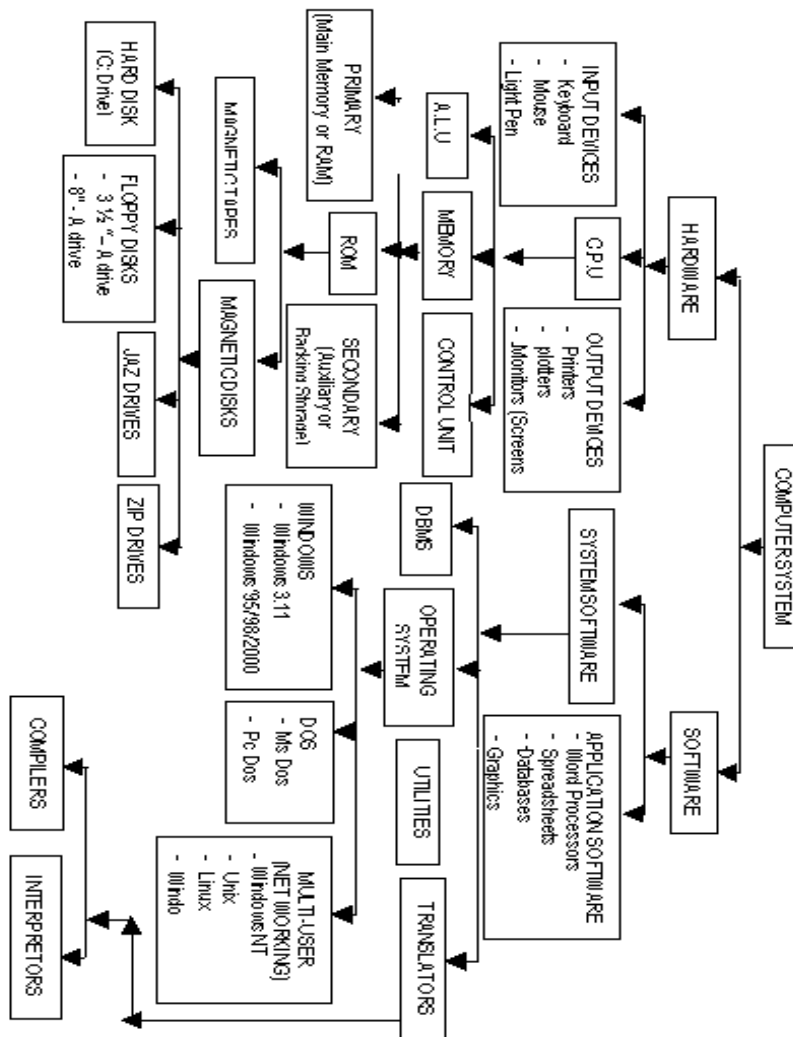 COMPUTER SYSTEM
HARDWARE
SOFTWARE
INPUT DEVICES
- Keyboard
- Mouse
- Light Pen
C.P.U
OUTPUT DEVICES
- Printers
- plotters
- .Monitors (Screens
SYSTEM SOFTWARE
APPLICATION SOFTWARE
- Word Processors
- Spreadsheets
- Databases
- Graphics
A.L.U
MEMORY
CONTROL UNIT
DBMS
OPERATING
SYSTEM
UTILITIES
TRANSLATORS
PRIMARY
(Main Memory or RAM)
ROM
SECONDARY
(Auxiliary or
Backing Storage)
WINDOWS
- Windows 3.11
- Windows '95/98/2000
DOS
- Ms Dos
- Pc Dos
MULTI-USER
(NET WORKING)
- Windows NT
- Unix
- Linux
- Windo
MAGNETIC TAPES
MAGNETIC DISKS
HARD DISK
(C: Drive)
FLOPPY DISKS
- 3 ½ " – A drive
- 8" - A drive
JAZ DRIVES
ZIP DRIVES
COMPILERS
INTERPRETORS